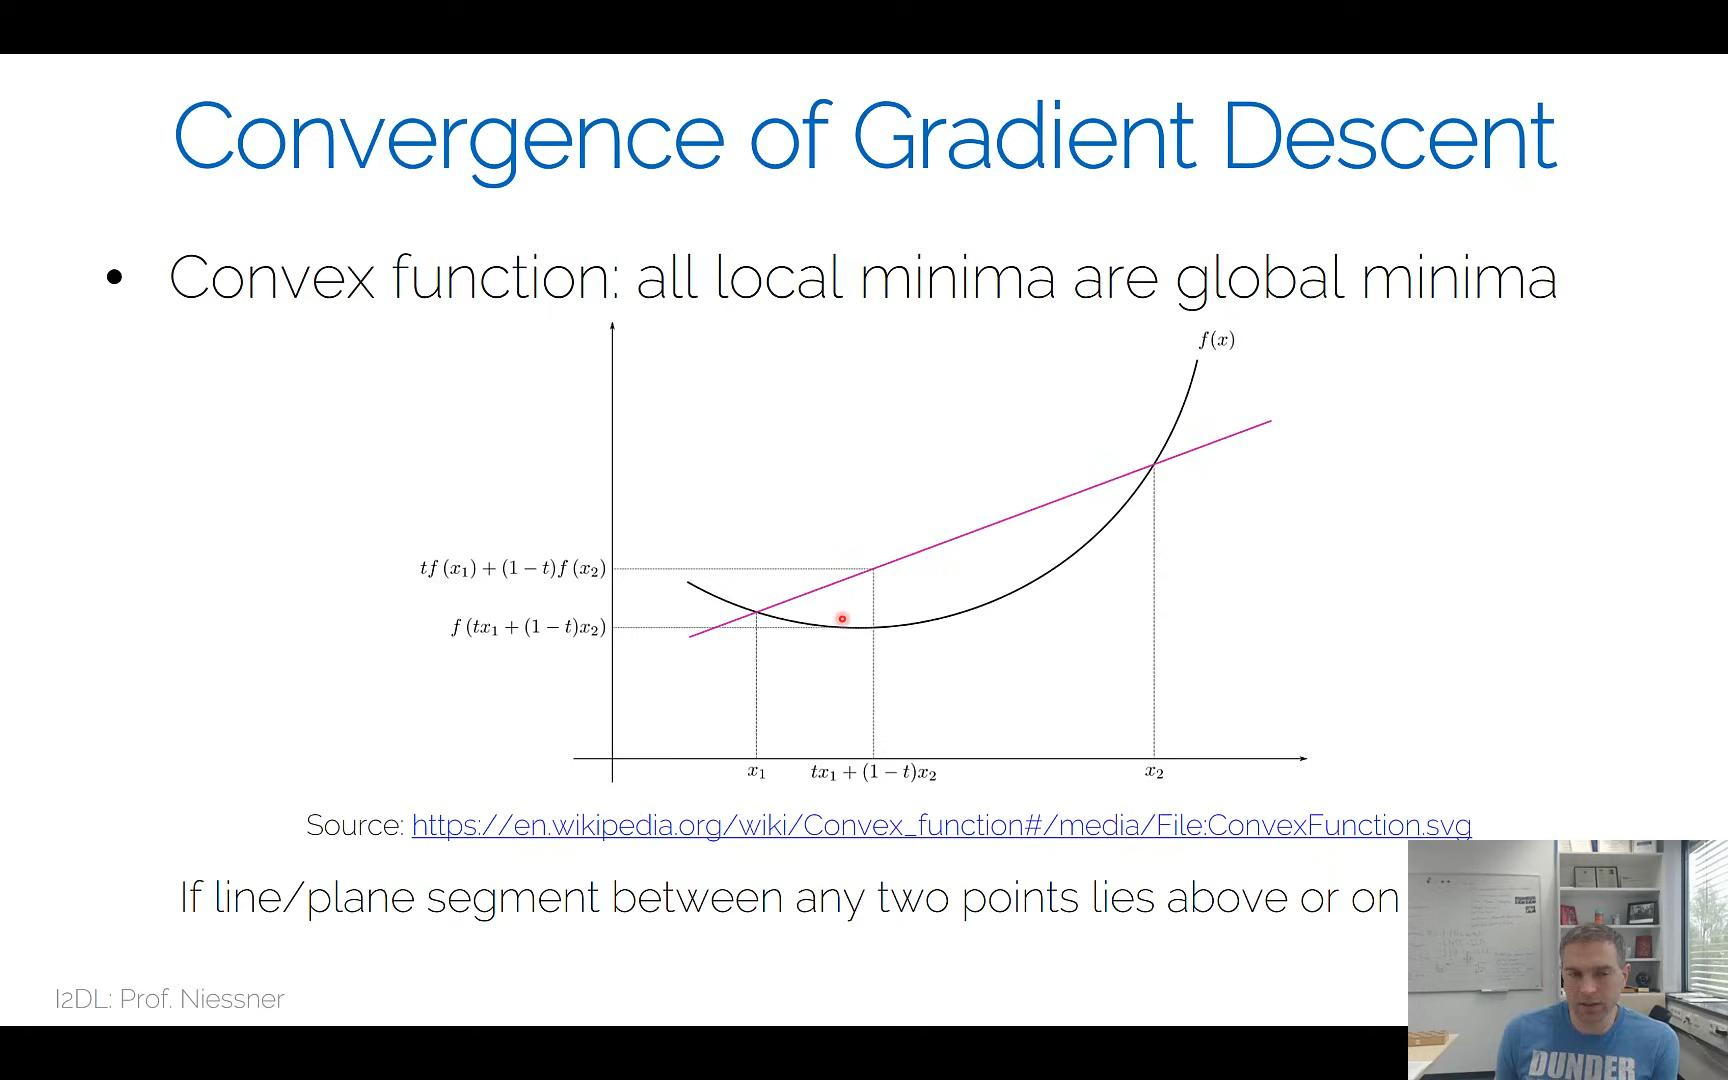 Convergence of Gradient Descent
• Convex function: all local minima are global minima
f(x)
tf (x₁) + (1 − t)f (x₂)
f (tx₁ + (1 − t)x₂)
x₁
tx₁ + (1 − t)x₂
x₂
Source: https://en.wikipedia.org/wiki/Convex_function#/media/File:ConvexFunction.svg
If line/plane segment between any two points lies above or on
I2DL: Prof. Niessner
DUNDER